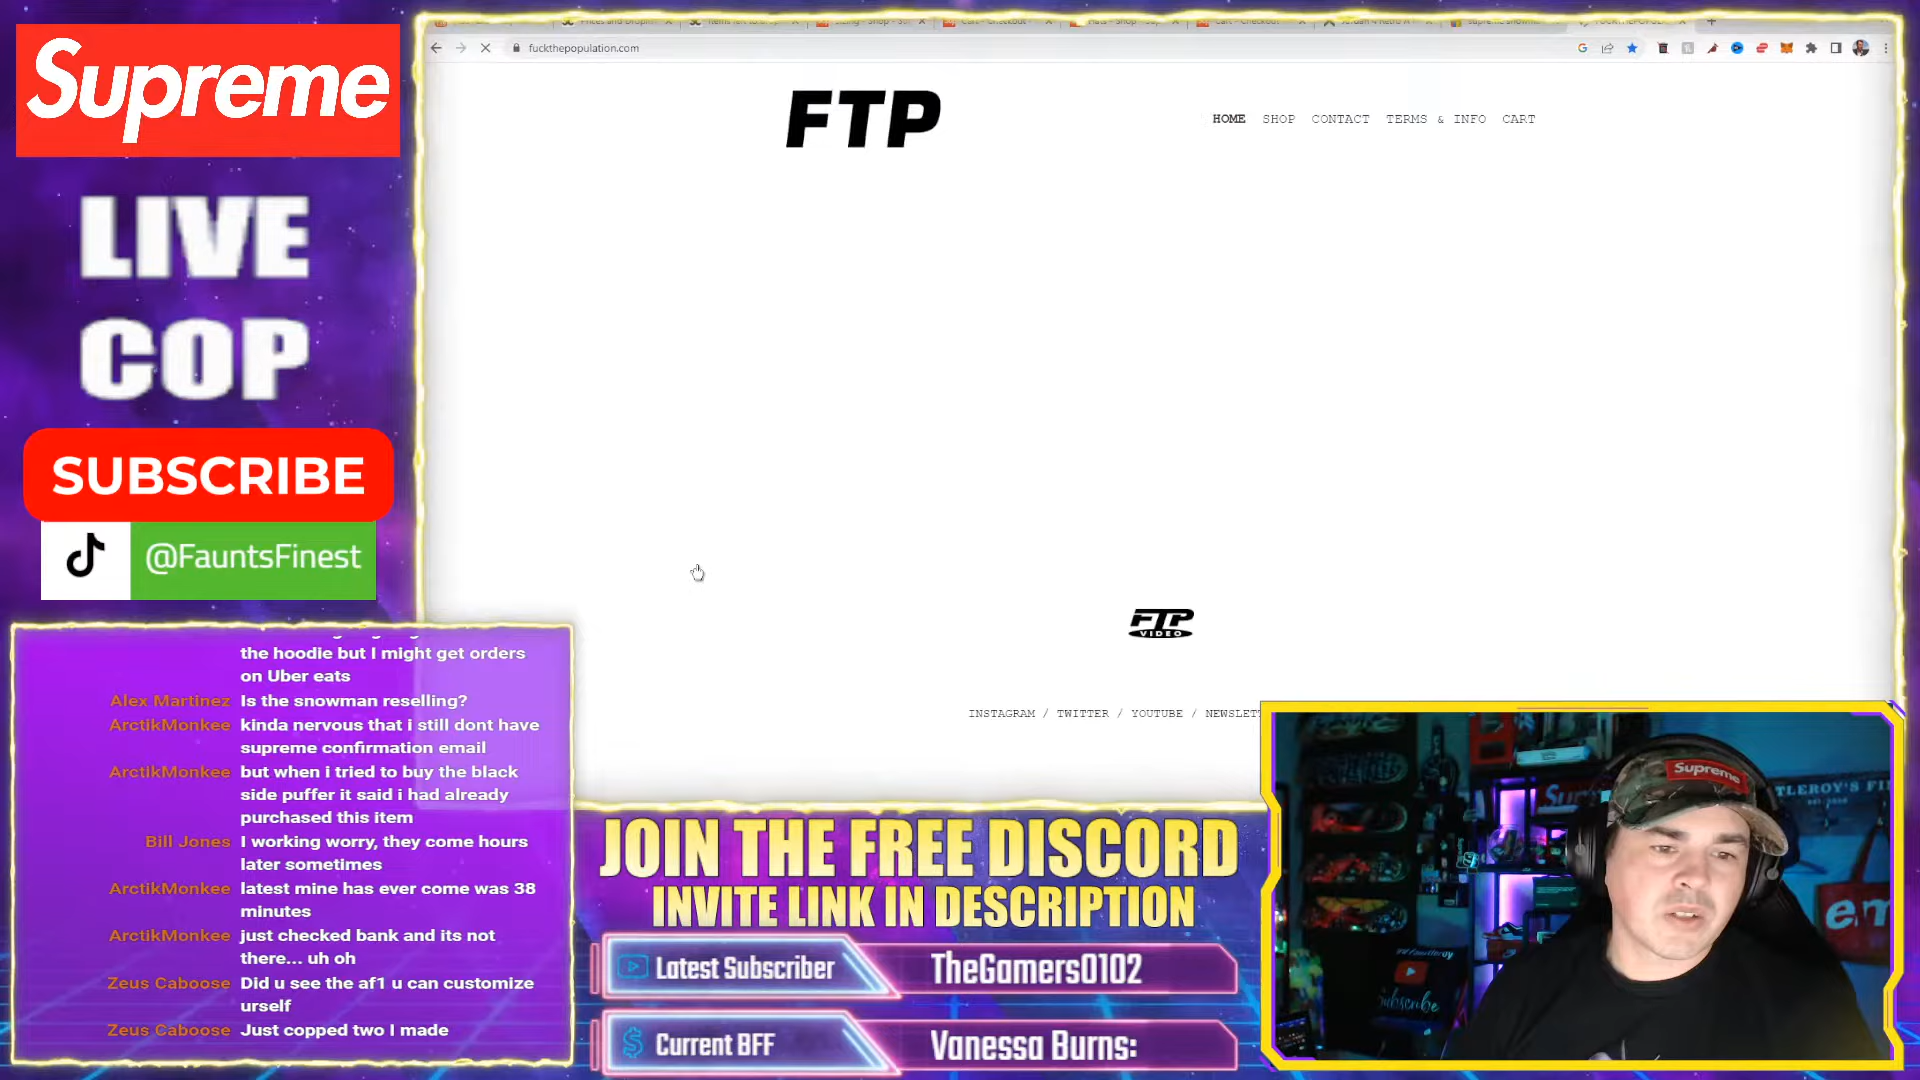 Supreme
LIVE
COP
SUBSCRIBE
@FauntsFinest
fuckthepopulation.com
FTP
HOME SHOP CONTACT TERMS & INFO CART
FTP
VIDEO
INSTAGRAM / TWITTER / YOUTUBE /
the hoodie but I might get orders
on Uber eats
Alex Martinez Is the snowman reselling?
ArctikMonkee kinda nervous that i still dont have
supreme confirmation email
ArctikMonkee but when i tried to buy the black
side puffer it said i had already
purchased this item
Bill Jones I working worry, they come hours
later sometimes
ArctikMonkee latest mine has ever come was 38
minutes
ArctikMonkee just checked bank and its not
there... uh oh
Zeus Caboose Did u see the af1 u can customize
urself
Zeus Caboose Just copped two I made
JOIN THE FREE DISCORD
INVITE LINK IN DESCRIPTION
Latest Subscriber TheGamers0102
Current BFF Vanessa Burns:
Supreme
Subscribe